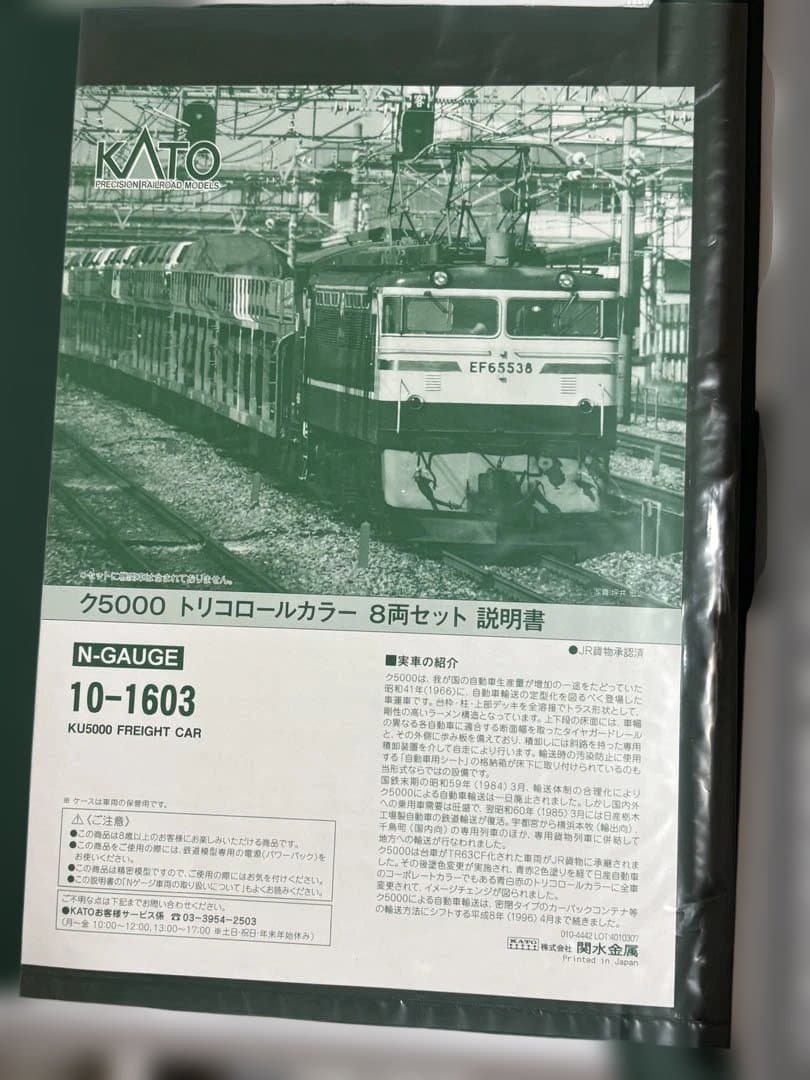 KATO
PRECISION RAILROAD MODELS
EF65538
※セットに機関車は含まれておりません。
写真:坪井
ク5000 トリコロールカラー 8両セット 説明書
N-GAUGE
10-1603
KU5000 FREIGHT CAR
※ ケースは車両の保管用です。
⚠〈ご注意〉
●この商品は8歳以上のお客様にお楽しみいただける商品です。
●この商品をご使用の際には、鉄道模型専用の電源(パワーパック)を
お使いください。
●この商品は精密模型ですので、ご使用の際にはお気を付けください。
●この説明書の「Nゲージ車両の取り扱いについて」もよくお読みください。
ご不明な点は下記までお問い合わせください。
●KATOお客様サービス係 ☎03-3954-2503
(月〜金 10:00〜12:00,13:00〜17:00 ※土日・祝日・年末年始休み)
●JR貨物承認済
■実車の紹介
ク5000は、我が国の自動車生産量が増加の一途をたどっていた
昭和41年(1966)に、自動車輸送の定型化を図るべく登場した
車運車です。台枠・柱・上部デッキを全溶接でトラス形状として、
剛性の高いラーメン構造となっています。上下段の床面には、車幅
の異なる各自動車に適合する断面幅を取ったタイヤガードレール
と、その外側に歩み板を備えており、積卸しには斜路を持った専用
積卸装置を介して自走により行います。輸送時の汚染防止に使用
する「自動車用シート」の格納箱が床下に取り付けられているのも
当形式ならではの設備です。
国鉄末期の昭和59年(1984)3月、輸送体制の合理化により
ク5000による自動車輸送は一旦廃止されました。しかし国内外
への乗用車需要は旺盛で、翌昭和60年(1985)3月には日産栃木
工場製自動車の鉄道輸送が復活。宇都宮から横浜本牧(輸出向)、
千鳥町(国内向)の専用列車のほか、専用貨物列車に併結して
地方への輸送が行なわれました。
ク5000は台車がTR63CF化された車両がJR貨物に承継されま
した。その後塗色変更が実施され、青赤2色塗りを経て日産自動車
のコーポレートカラーでもある青白赤のトリコロールカラーに全車
変更されて、イメージチェンジが図られました。
ク5000による自動車輸送は、密閉タイプのカーパックコンテナ等
の輸送方法にシフトする平成8年(1996)4月まで続きました。
010-4442 LOT:4010307
KATO 株式会社 関水金属
Printed in Japan